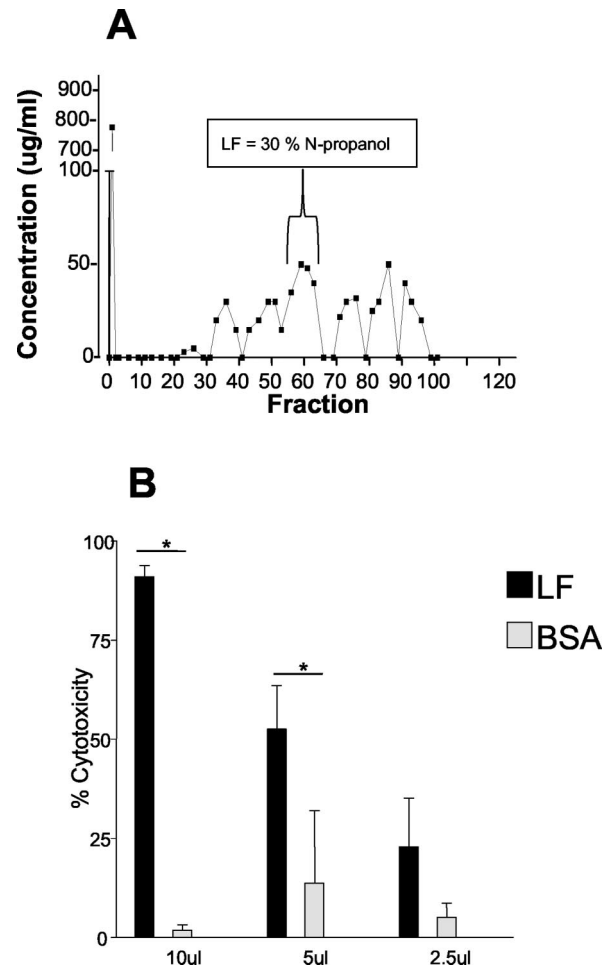 A
Concentration (ug/ml)
900
800
700
100
50
0
LF = 30 % N-propanol
0 10 20 30 40 50 60 70 80 90 100 120
Fraction
B
% Cytotoxicity
100
75
50
25
0
*
*
LF
BSA
10ul 5ul 2.5ul